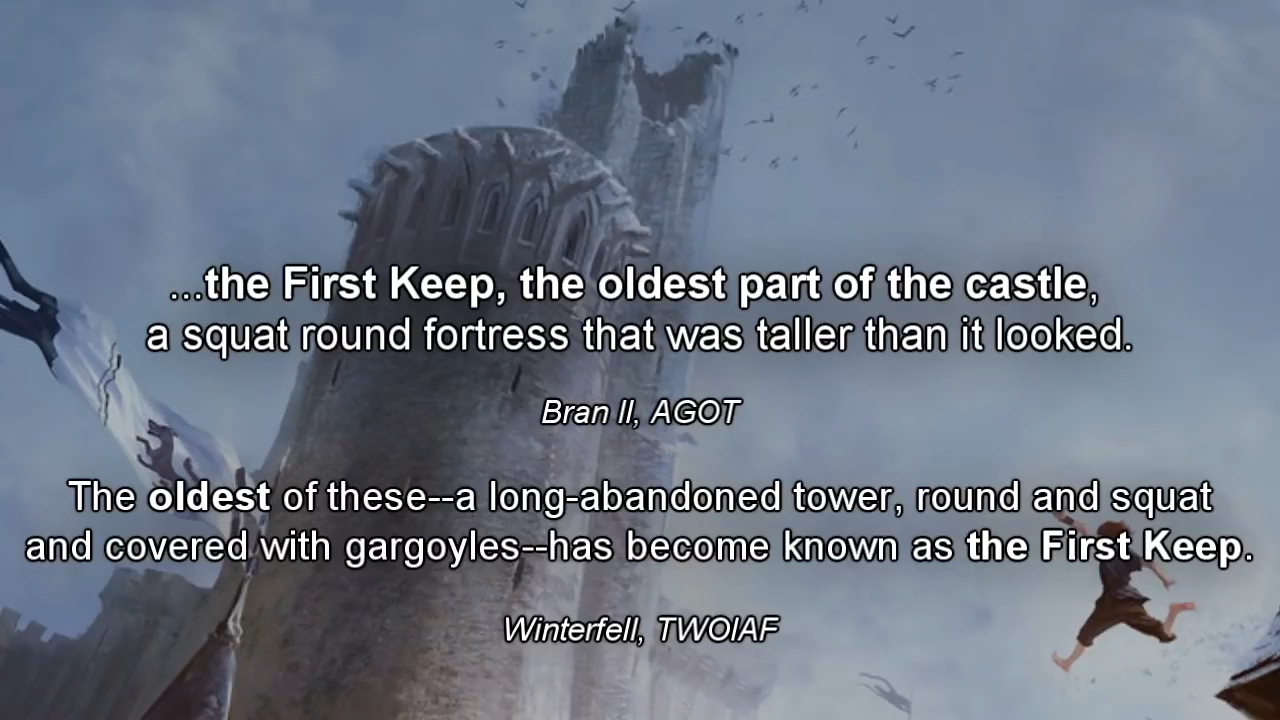 ...the First Keep, the oldest part of the castle,
a squat round fortress that was taller than it looked.
Bran II, AGOT
The oldest of these--a long-abandoned tower, round and squat
and covered with gargoyles--has become known as the First Keep.
Winterfell, TWOIAF